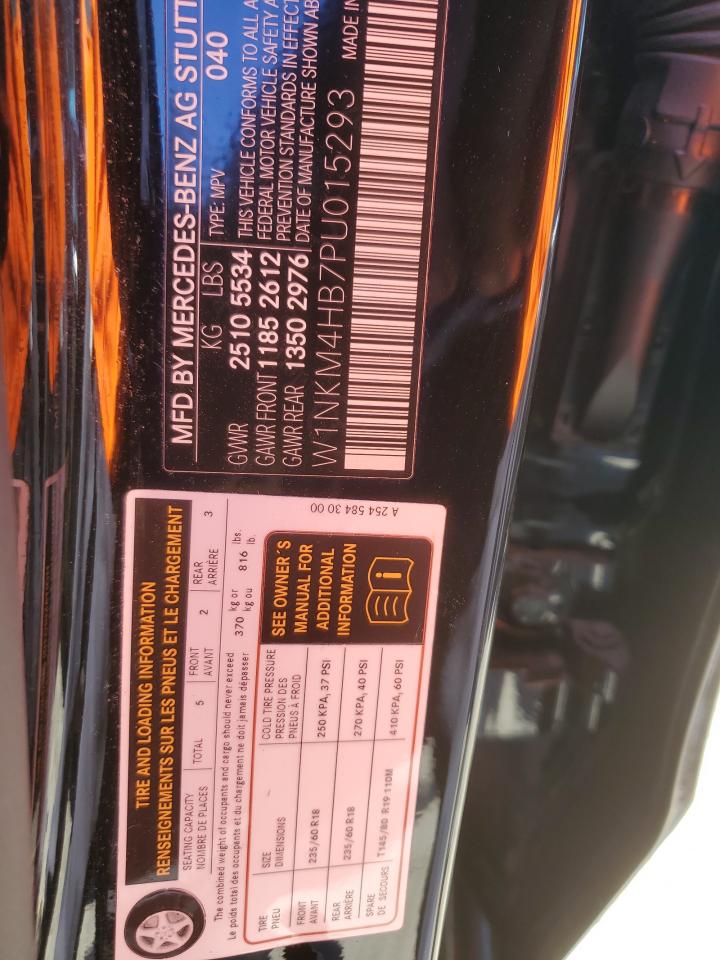 MFD BY MERCEDES-BENZ AG STUTT
KG LBS TYPE: MPV 040
GVWR 2510 5534 THIS VEHICLE CONFORMS TO ALL A
GAWR FRONT 1185 2612 FEDERAL MOTOR VEHICLE SAFETY A
PREVENTION STANDARDS IN EFFECT
GAWR REAR 1350 2976 DATE OF MANUFACTURE SHOWN AB
W1NKM4HB7PU015293 MADE IN
TIRE AND LOADING INFORMATION
RENSEIGNEMENTS SUR LES PNEUS ET LE CHARGEMENT
SEATING CAPACITY TOTAL 5 FRONT 2 REAR 3
NOMBRE DE PLACES AVANT ARRIÈRE
The combined weight of occupants and cargo should never exceed 370 kg or 816 lbs.
Le poids total des occupants et du chargement ne doit jamais dépasser kg ou lb.
TIRE SIZE COLD TIRE PRESSURE
PNEU DIMENSIONS PRESSION DES
PNEUS À FROID
FRONT 235/60 R18 250 KPA, 37 PSI
AVANT
REAR 235/60 R18 270 KPA, 40 PSI
ARRIÈRE
SPARE T145/80 R19 110M 410 KPA, 60 PSI
DE SECOURS
SEE OWNER'S
MANUAL FOR
ADDITIONAL
INFORMATION
A 254 584 30 00